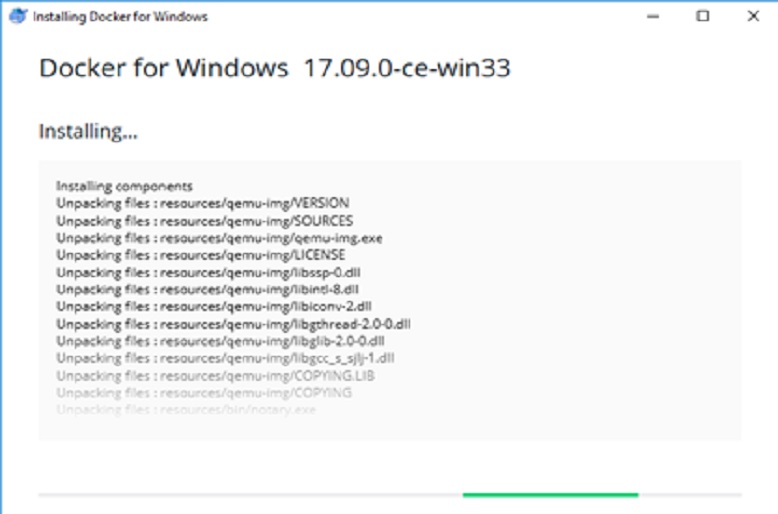 Installing Docker for Windows
Docker for Windows 17.09.0-ce-win33
Installing...
Installing components
Unpacking files : resources/qemu-img/VERSION
Unpacking files : resources/qemu-img/SOURCES
Unpacking files : resources/qemu-img/qemu-img.exe
Unpacking files : resources/qemu-img/LICENSE
Unpacking files : resources/qemu-img/libssp-0.dll
Unpacking files : resources/qemu-img/libintl-8.dll
Unpacking files : resources/qemu-img/libiconv-2.dll
Unpacking files : resources/qemu-img/libgthread-2.0-0.dll
Unpacking files : resources/qemu-img/libglib-2.0-0.dll
Unpacking files : resources/qemu-img/libgcc_s_sjlj-1.dll
Unpacking files : resources/qemu-img/COPYING.LIB
Unpacking files : resources/qemu-img/COPYING
Unpacking files : resources/bin/notary.exe